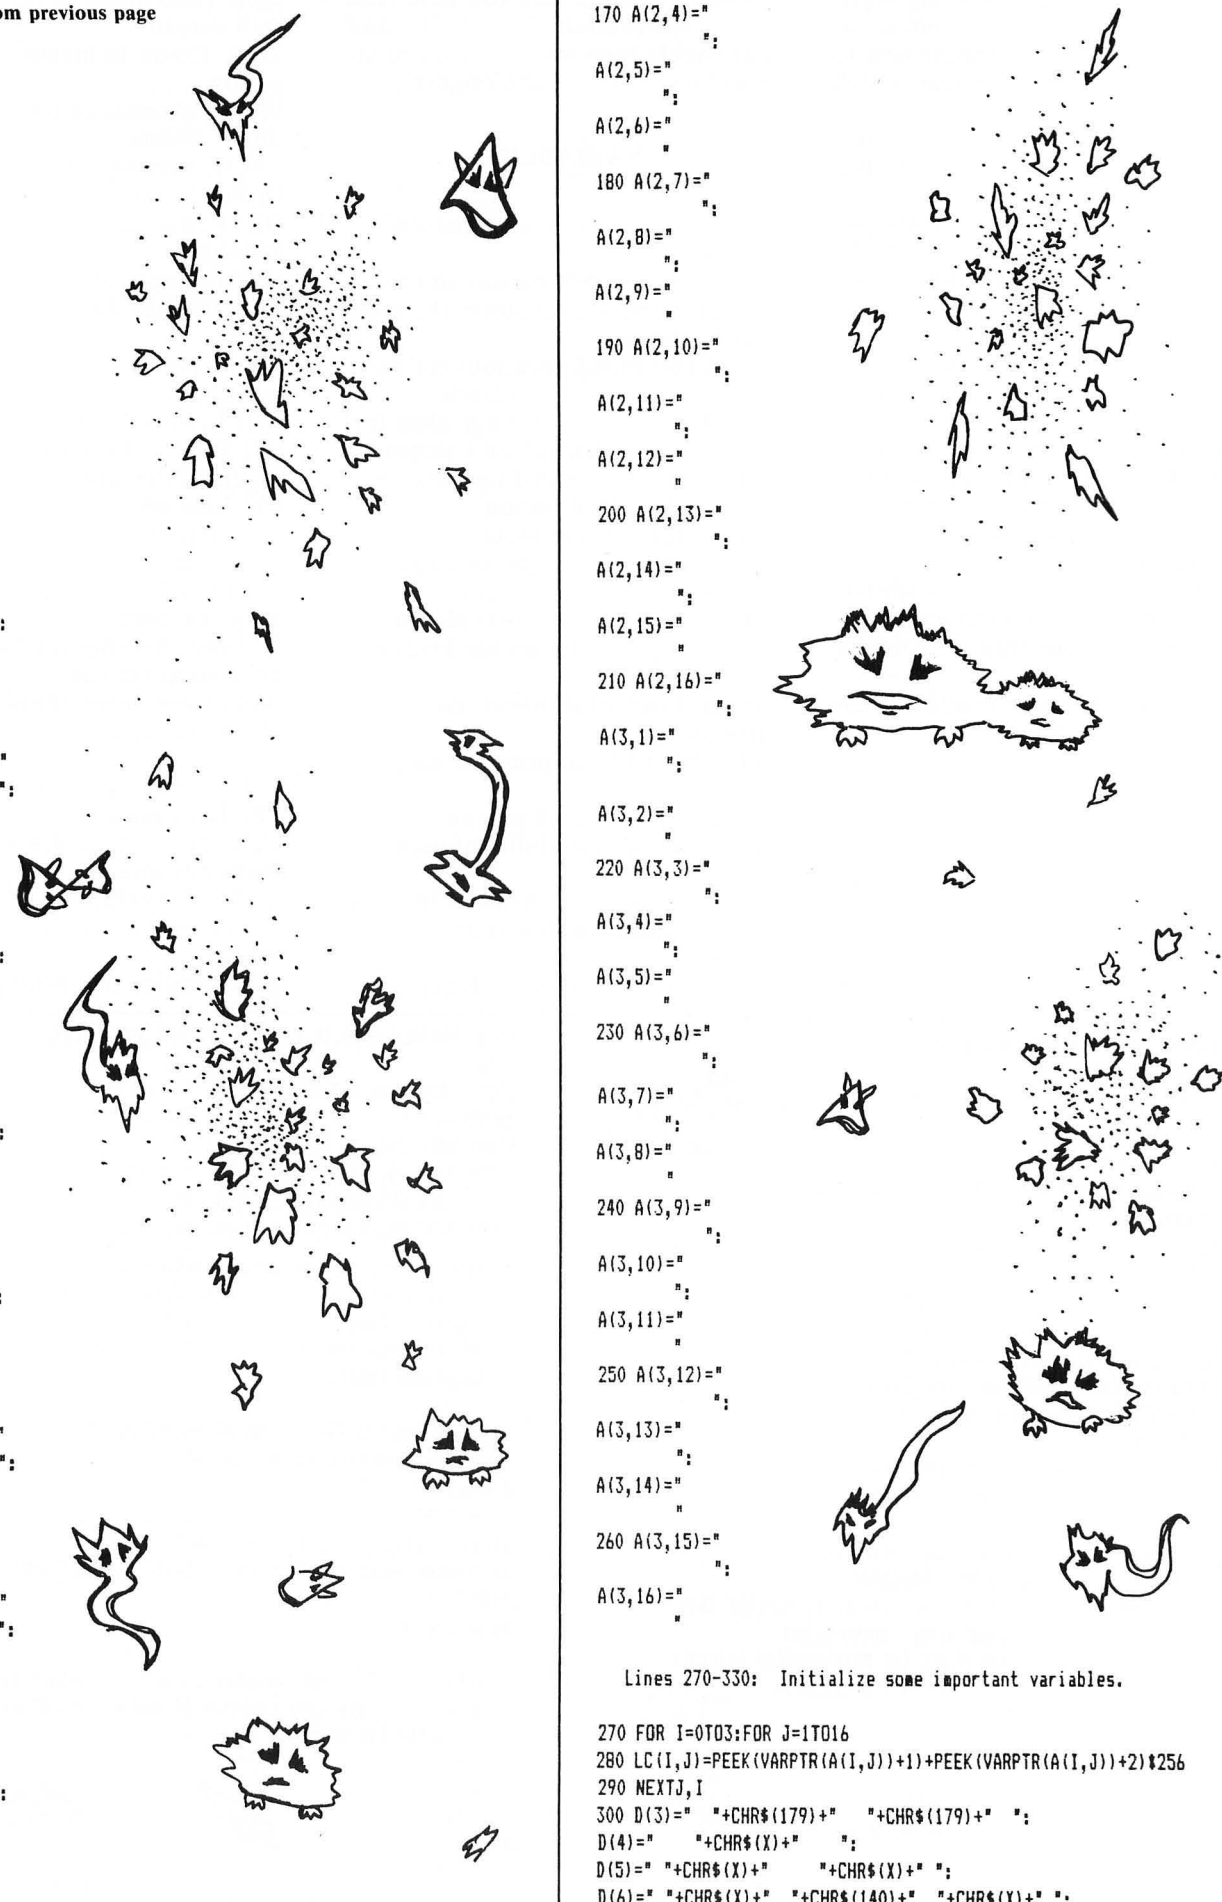 om previous page
:
"
":
:
:
:
"
":
"
":
:
170 A(2,4)="
":
A(2,5)="
":
A(2,6)="
"
180 A(2,7)="
":
A(2,8)="
":
A(2,9)="
"
190 A(2,10)="
":
A(2,11)="
":
A(2,12)="
"
200 A(2,13)="
":
A(2,14)="
":
A(2,15)="
"
210 A(2,16)="
":
A(3,1)="
":
A(3,2)="
"
220 A(3,3)="
":
A(3,4)="
":
A(3,5)="
"
230 A(3,6)="
":
A(3,7)="
":
A(3,8)="
"
240 A(3,9)="
":
A(3,10)="
":
A(3,11)="
"
250 A(3,12)="
":
A(3,13)="
":
A(3,14)="
"
260 A(3,15)="
":
A(3,16)="
"
Lines 270-330: Initialize some important variables.
270 FOR I=0TO3:FOR J=1TO16
280 LC(I,J)=PEEK(VARPTR(A(I,J))+1)+PEEK(VARPTR(A(I,J))+2)*256
290 NEXTJ,I
300 D(3)="  "+CHR$(179)+"   "+CHR$(179)+"  ":
D(4)="    "+CHR$(X)+"    ":
D(5)=" "+CHR$(X)+"     "+CHR$(X)+" ":
D(6)=" "+CHR$(X)+"  "+CHR$(140)+"  "+CHR$(X)+" ":